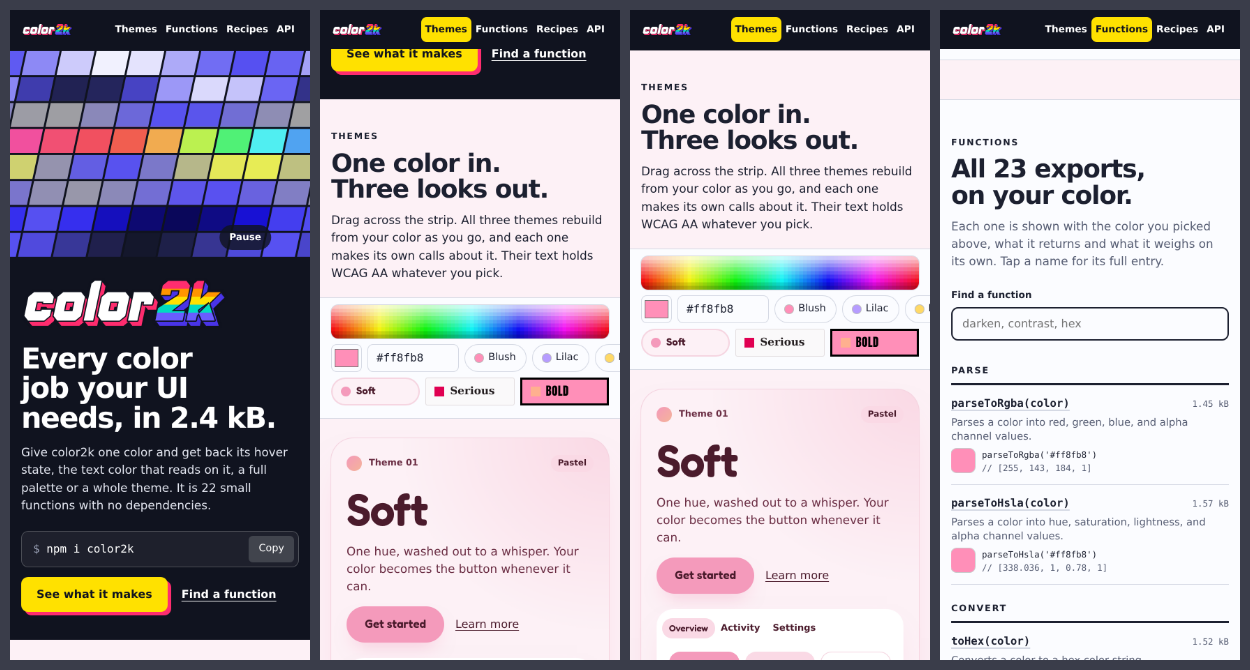 color2k Themes Functions Recipes API
Pause
color2k
Every color
job your UI
needs, in 2.4 kB.
Give color2k one color and get back its hover
state, the text color that reads on it, a full
palette or a whole theme. It is 22 small
functions with no dependencies.
$ npm i color2k Copy
See what it makes Find a function
color2k Themes Functions Recipes API
See what it makes Find a function
THEMES
One color in.
Three looks out.
Drag across the strip. All three themes rebuild
from your color as you go, and each one
makes its own calls about it. Their text holds
WCAG AA whatever you pick.
#ff8fb8 Blush Lilac
Soft Serious BOLD
Theme 01 Pastel
Soft
One hue, washed out to a whisper. Your
color becomes the button whenever it
can.
Get started Learn more
color2k Themes Functions Recipes API
THEMES
One color in.
Three looks out.
Drag across the strip. All three themes rebuild
from your color as you go, and each one
makes its own calls about it. Their text holds
WCAG AA whatever you pick.
#ff8fb8 Blush Lilac
Soft Serious BOLD
Theme 01 Pastel
Soft
One hue, washed out to a whisper. Your
color becomes the button whenever it
can.
Get started Learn more
Overview Activity Settings
color2k Themes Functions Recipes API
FUNCTIONS
All 23 exports,
on your color.
Each one is shown with the color you picked
above, what it returns and what it weighs on
its own. Tap a name for its full entry.
Find a function
darken, contrast, hex
PARSE
parseToRgba(color) 1.45 kB
Parses a color into red, green, blue, and alpha
channel values.
parseToRgba('#ff8fb8')
// [255, 143, 184, 1]
parseToHsla(color) 1.57 kB
Parses a color into hue, saturation, lightness, and
alpha channel values.
parseToHsla('#ff8fb8')
// [338.036, 1, 0.78, 1]
CONVERT
toHex(color) 1.52 kB
Converts a color to a hex color string.